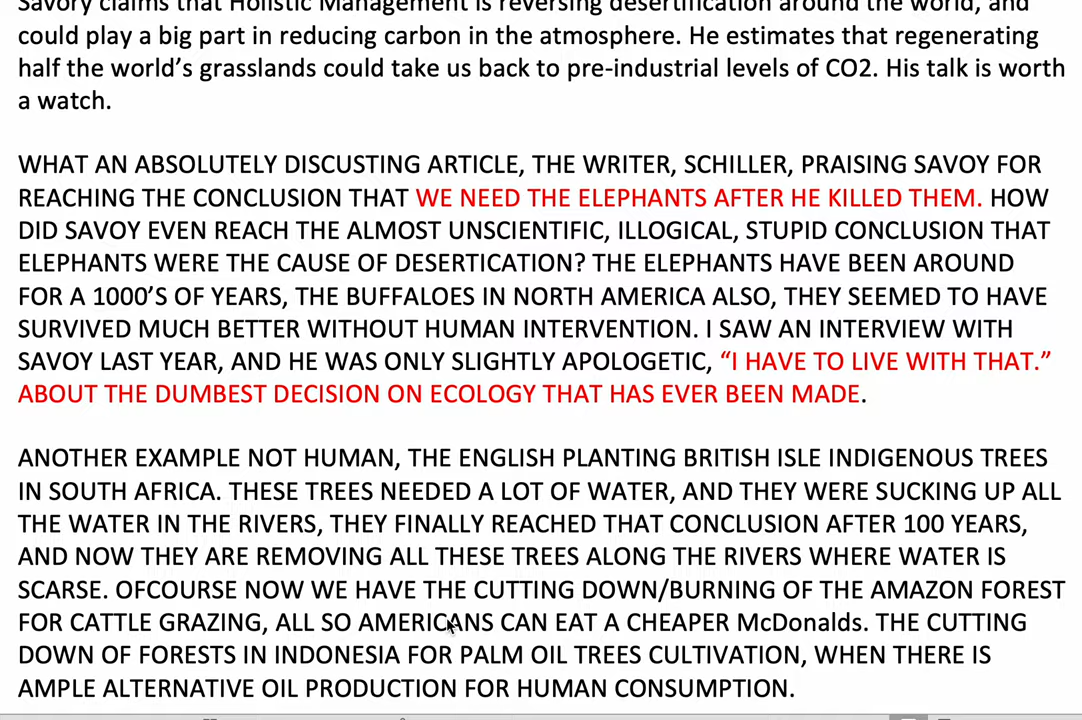 Savory claims that Holistic Management is reversing desertification around the world, and
could play a big part in reducing carbon in the atmosphere. He estimates that regenerating
half the world’s grasslands could take us back to pre-industrial levels of CO2. His talk is worth
a watch.
WHAT AN ABSOLUTELY DISCUSTING ARTICLE, THE WRITER, SCHILLER, PRAISING SAVOY FOR
REACHING THE CONCLUSION THAT WE NEED THE ELEPHANTS AFTER HE KILLED THEM. HOW
DID SAVOY EVEN REACH THE ALMOST UNSCIENTIFIC, ILLOGICAL, STUPID CONCLUSION THAT
ELEPHANTS WERE THE CAUSE OF DESERTICATION? THE ELEPHANTS HAVE BEEN AROUND
FOR A 1000’S OF YEARS, THE BUFFALOES IN NORTH AMERICA ALSO, THEY SEEMED TO HAVE
SURVIVED MUCH BETTER WITHOUT HUMAN INTERVENTION. I SAW AN INTERVIEW WITH
SAVOY LAST YEAR, AND HE WAS ONLY SLIGHTLY APOLOGETIC, “I HAVE TO LIVE WITH THAT.”
ABOUT THE DUMBEST DECISION ON ECOLOGY THAT HAS EVER BEEN MADE.
ANOTHER EXAMPLE NOT HUMAN, THE ENGLISH PLANTING BRITISH ISLE INDIGENOUS TREES
IN SOUTH AFRICA. THESE TREES NEEDED A LOT OF WATER, AND THEY WERE SUCKING UP ALL
THE WATER IN THE RIVERS, THEY FINALLY REACHED THAT CONCLUSION AFTER 100 YEARS,
AND NOW THEY ARE REMOVING ALL THESE TREES ALONG THE RIVERS WHERE WATER IS
SCARSE. OFCOURSE NOW WE HAVE THE CUTTING DOWN/BURNING OF THE AMAZON FOREST
FOR CATTLE GRAZING, ALL SO AMERICANS CAN EAT A CHEAPER McDonalds. THE CUTTING
DOWN OF FORESTS IN INDONESIA FOR PALM OIL TREES CULTIVATION, WHEN THERE IS
AMPLE ALTERNATIVE OIL PRODUCTION FOR HUMAN CONSUMPTION.